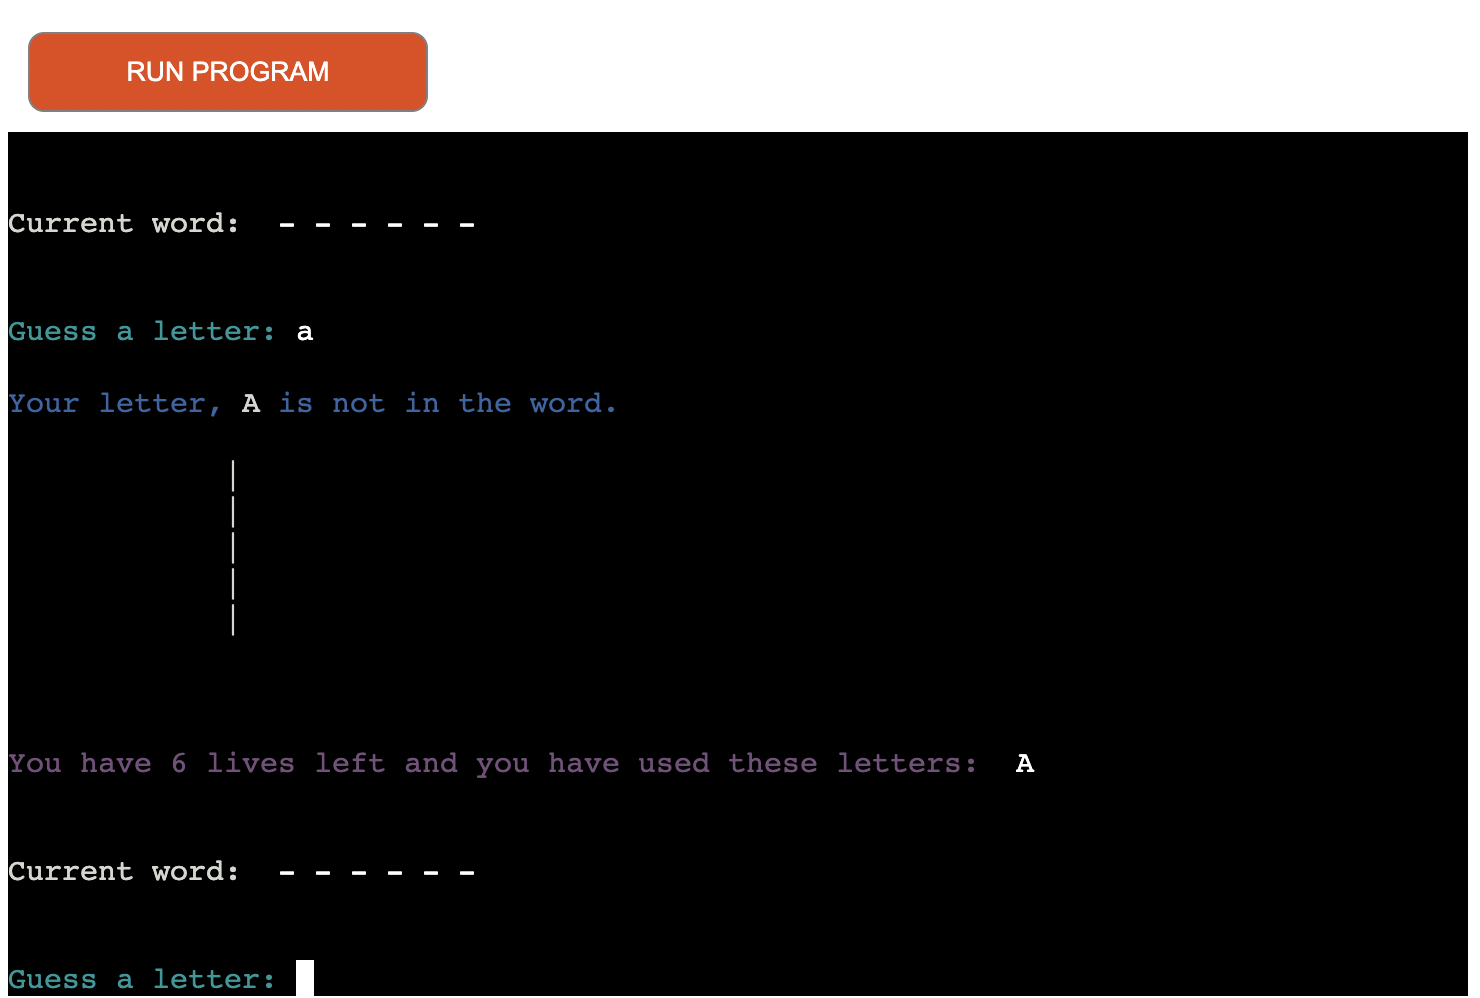 RUN PROGRAM
Current word:  - - - - - -
Guess a letter: a
Your letter, A is not in the word.
|
|
|
|
|
You have 6 lives left and you have used these letters:  A
Current word:  - - - - - -
Guess a letter: